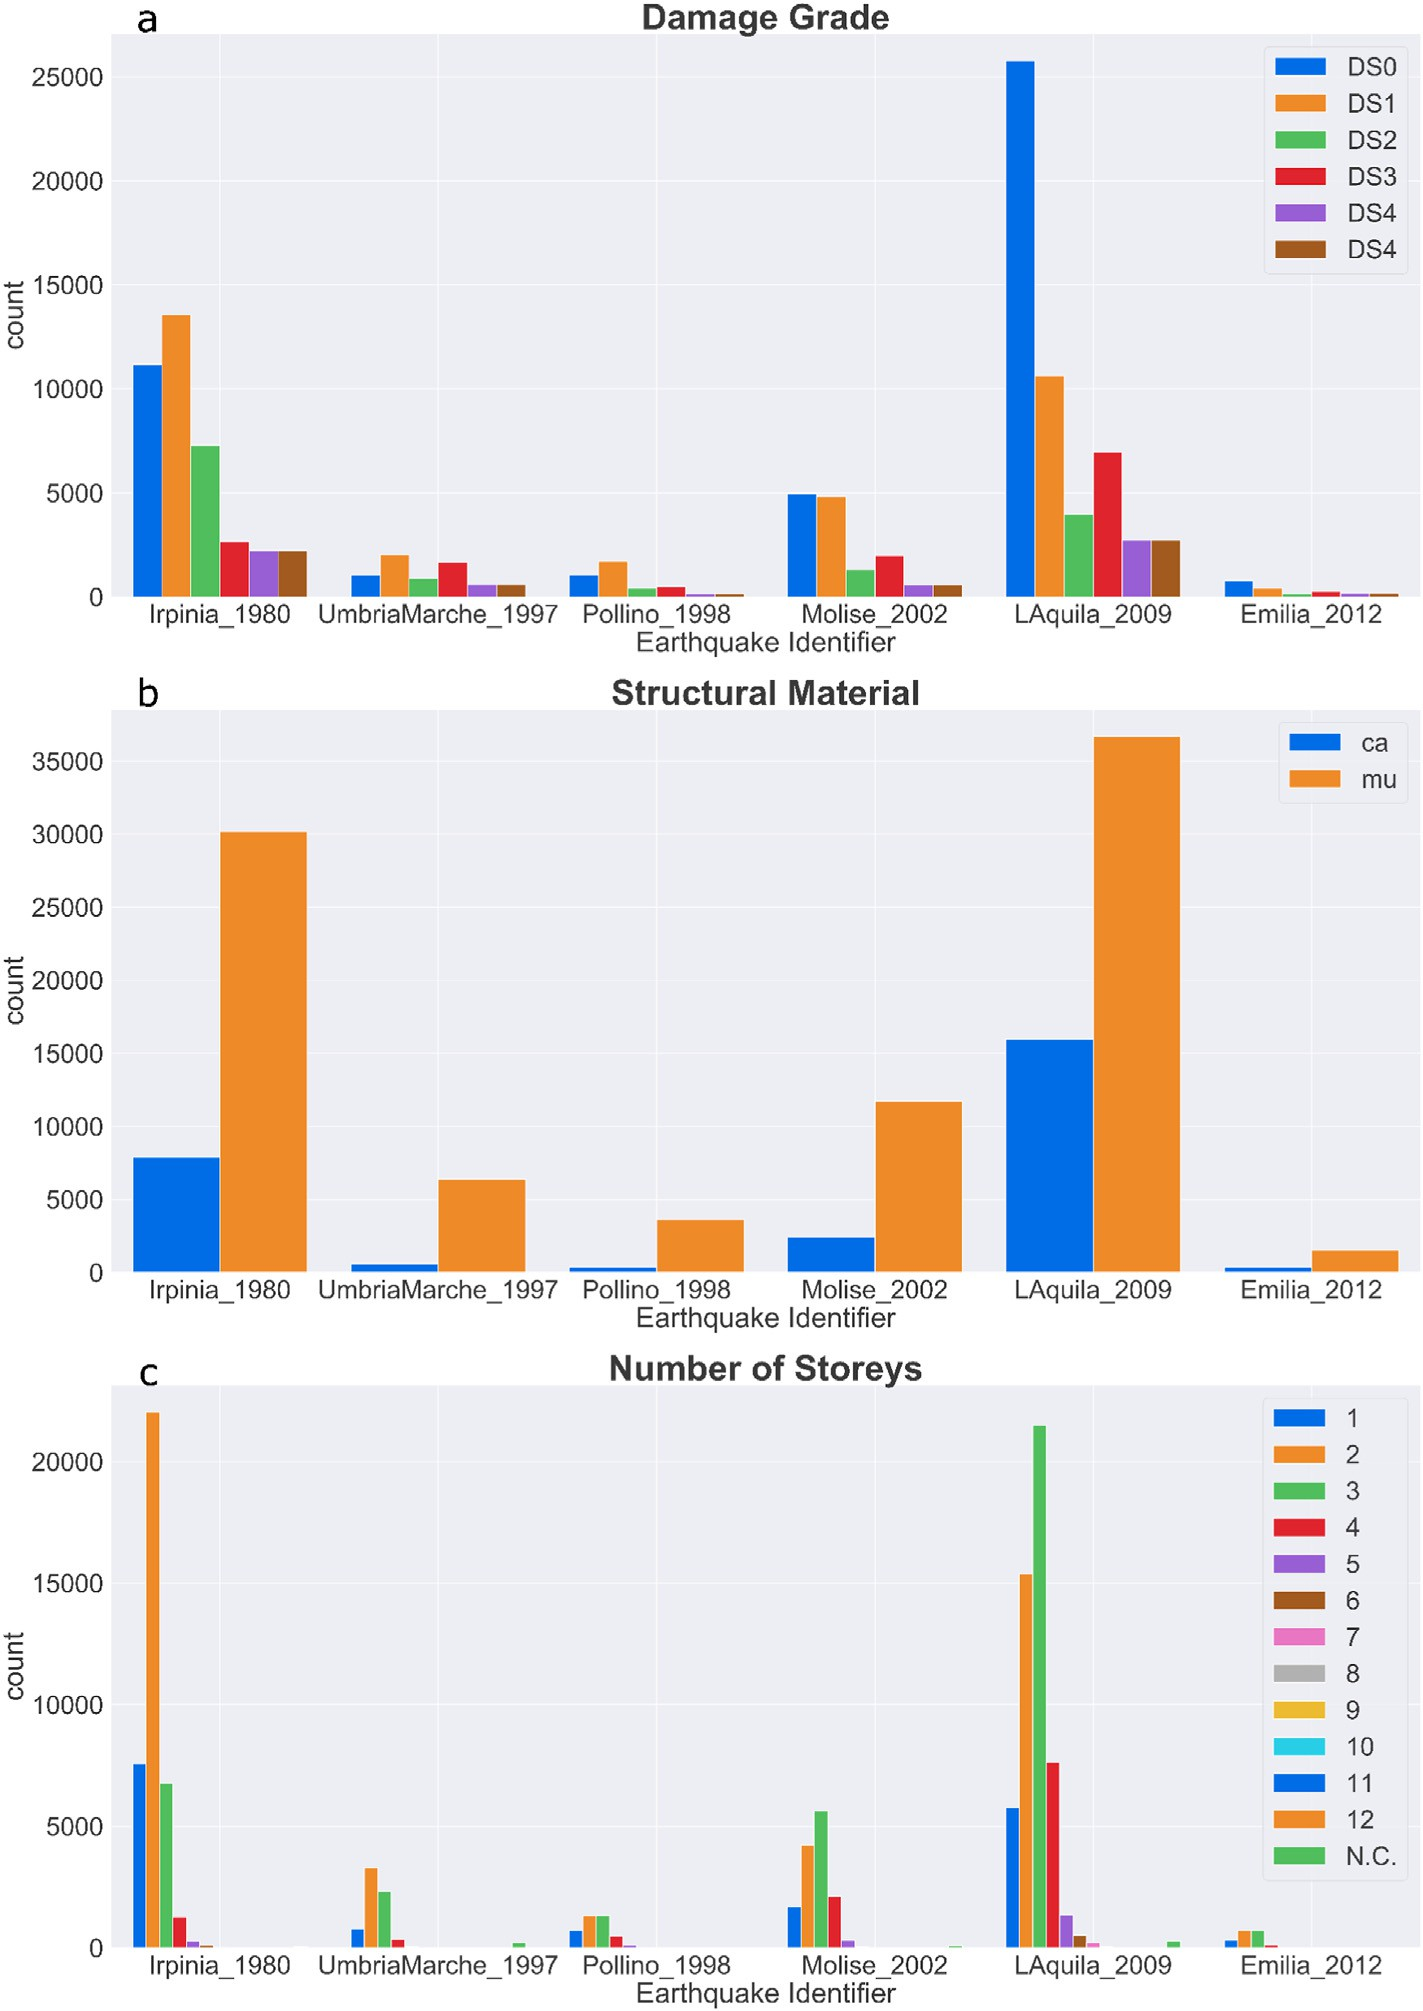 a
Damage Grade
25000
20000
15000
10000
5000
0
count
DS0
DS1
DS2
DS3
DS4
DS4
Irpinia_1980 UmbriaMarche_1997 Pollino_1998 Molise_2002 LAquila_2009 Emilia_2012
Earthquake Identifier
b
Structural Material
35000
30000
25000
20000
15000
10000
5000
0
count
ca
mu
Irpinia_1980 UmbriaMarche_1997 Pollino_1998 Molise_2002 LAquila_2009 Emilia_2012
Earthquake Identifier
c
Number of Storeys
20000
15000
10000
5000
0
count
1
2
3
4
5
6
7
8
9
10
11
12
N.C.
Irpinia_1980 UmbriaMarche_1997 Pollino_1998 Molise_2002 LAquila_2009 Emilia_2012
Earthquake Identifier